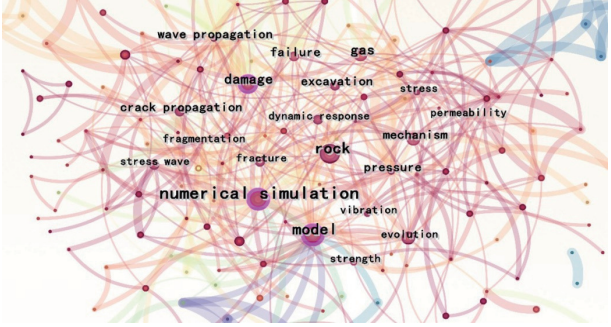 wave propagation
failure
gas
damage
excavation
stress
crack propagation
dynamic response
permeability
fragmentation
mechanism
rock
stress wave
fracture
pressure
numerical simulation
vibration
model
evolution
strength